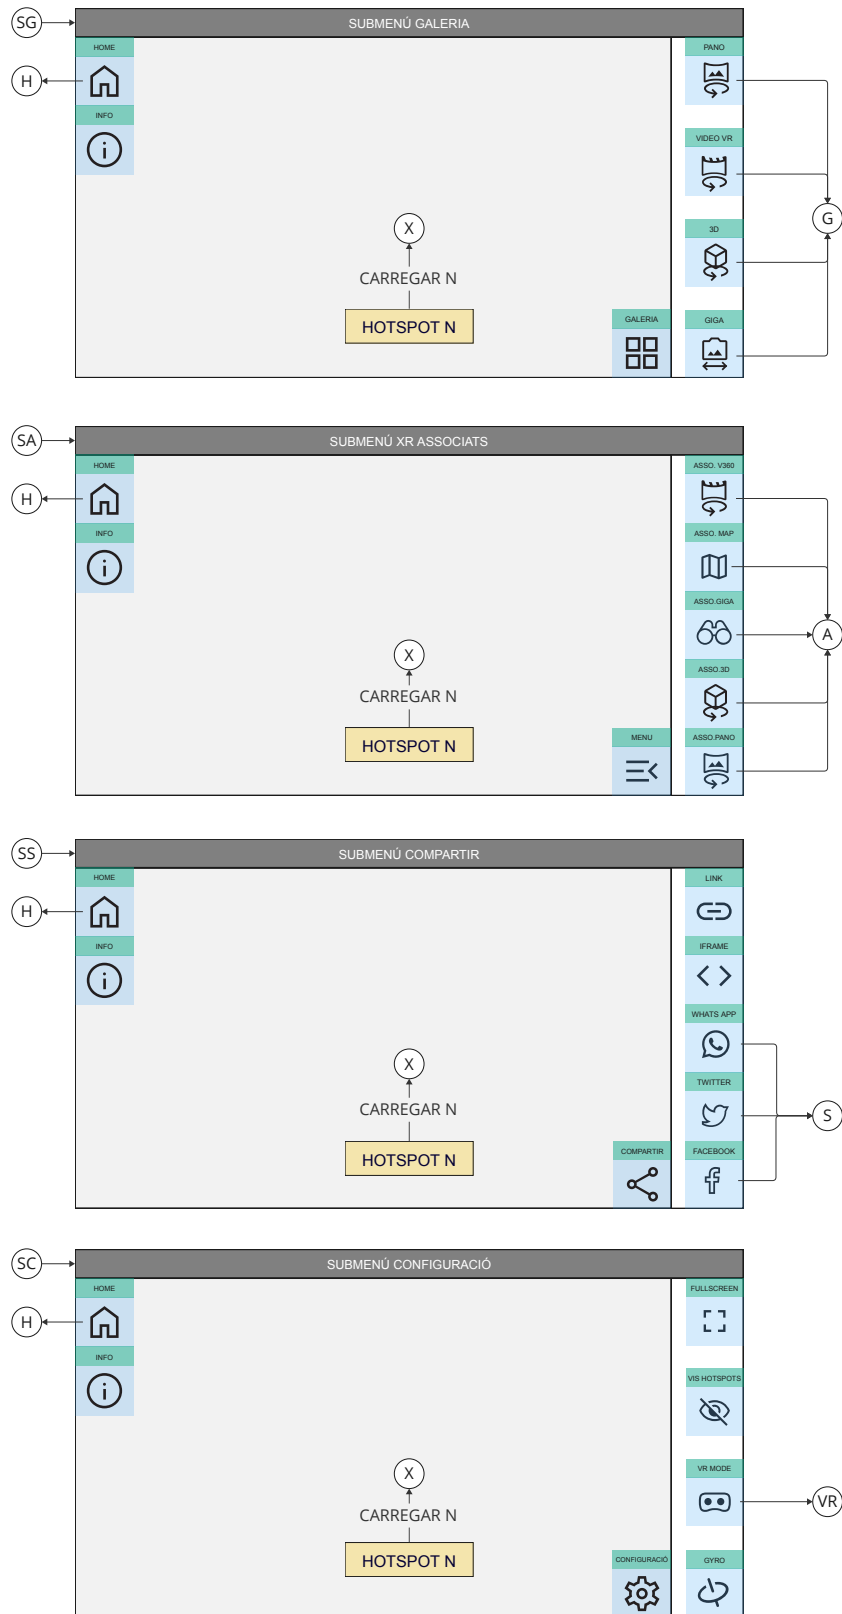 SG
SUBMENÚ GALERIA
HOME
PANO
H
INFO
VIDEO VR
X
G
3D
CARREGAR N
HOTSPOT N
GALERIA
GIGA
SA
SUBMENÚ XR ASSOCIATS
HOME
ASSO. V360
H
INFO
ASSO. MAP
ASSO.GIGA
A
X
ASSO.3D
CARREGAR N
HOTSPOT N
MENU
ASSO.PANO
SS
SUBMENÚ COMPARTIR
HOME
LINK
H
INFO
IFRAME
WHATS APP
X
TWITTER
S
CARREGAR N
HOTSPOT N
COMPARTIR
FACEBOOK
SC
SUBMENÚ CONFIGURACIÓ
HOME
FULLSCREEN
H
INFO
VIS HOTSPOTS
X
VR MODE
VR
CARREGAR N
HOTSPOT N
CONFIGURACIÓ
GYRO